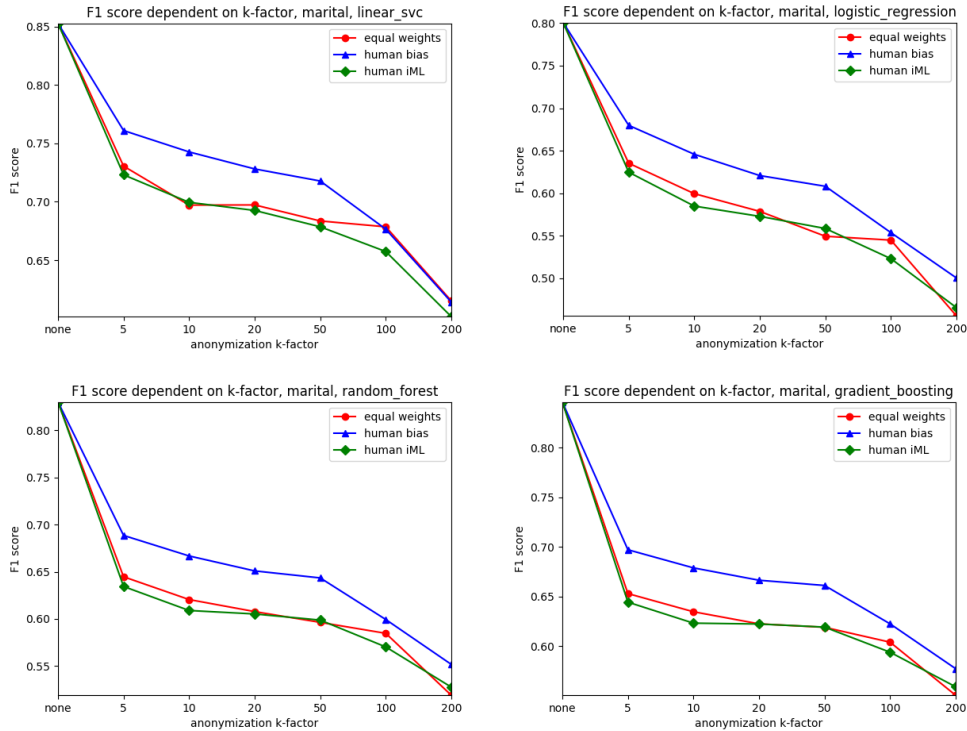 F1 score dependent on k-factor, marital, linear_svc
equal weights
human bias
human iML
0.85
0.80
0.75
0.70
0.65
F1 score
none 5 10 20 50 100 200
anonymization k-factor
F1 score dependent on k-factor, marital, logistic_regression
equal weights
human bias
human iML
0.80
0.75
0.70
0.65
0.60
0.55
0.50
F1 score
none 5 10 20 50 100 200
anonymization k-factor
F1 score dependent on k-factor, marital, random_forest
equal weights
human bias
human iML
0.80
0.75
0.70
0.65
0.60
0.55
F1 score
none 5 10 20 50 100 200
anonymization k-factor
F1 score dependent on k-factor, marital, gradient_boosting
equal weights
human bias
human iML
0.80
0.75
0.70
0.65
0.60
F1 score
none 5 10 20 50 100 200
anonymization k-factor